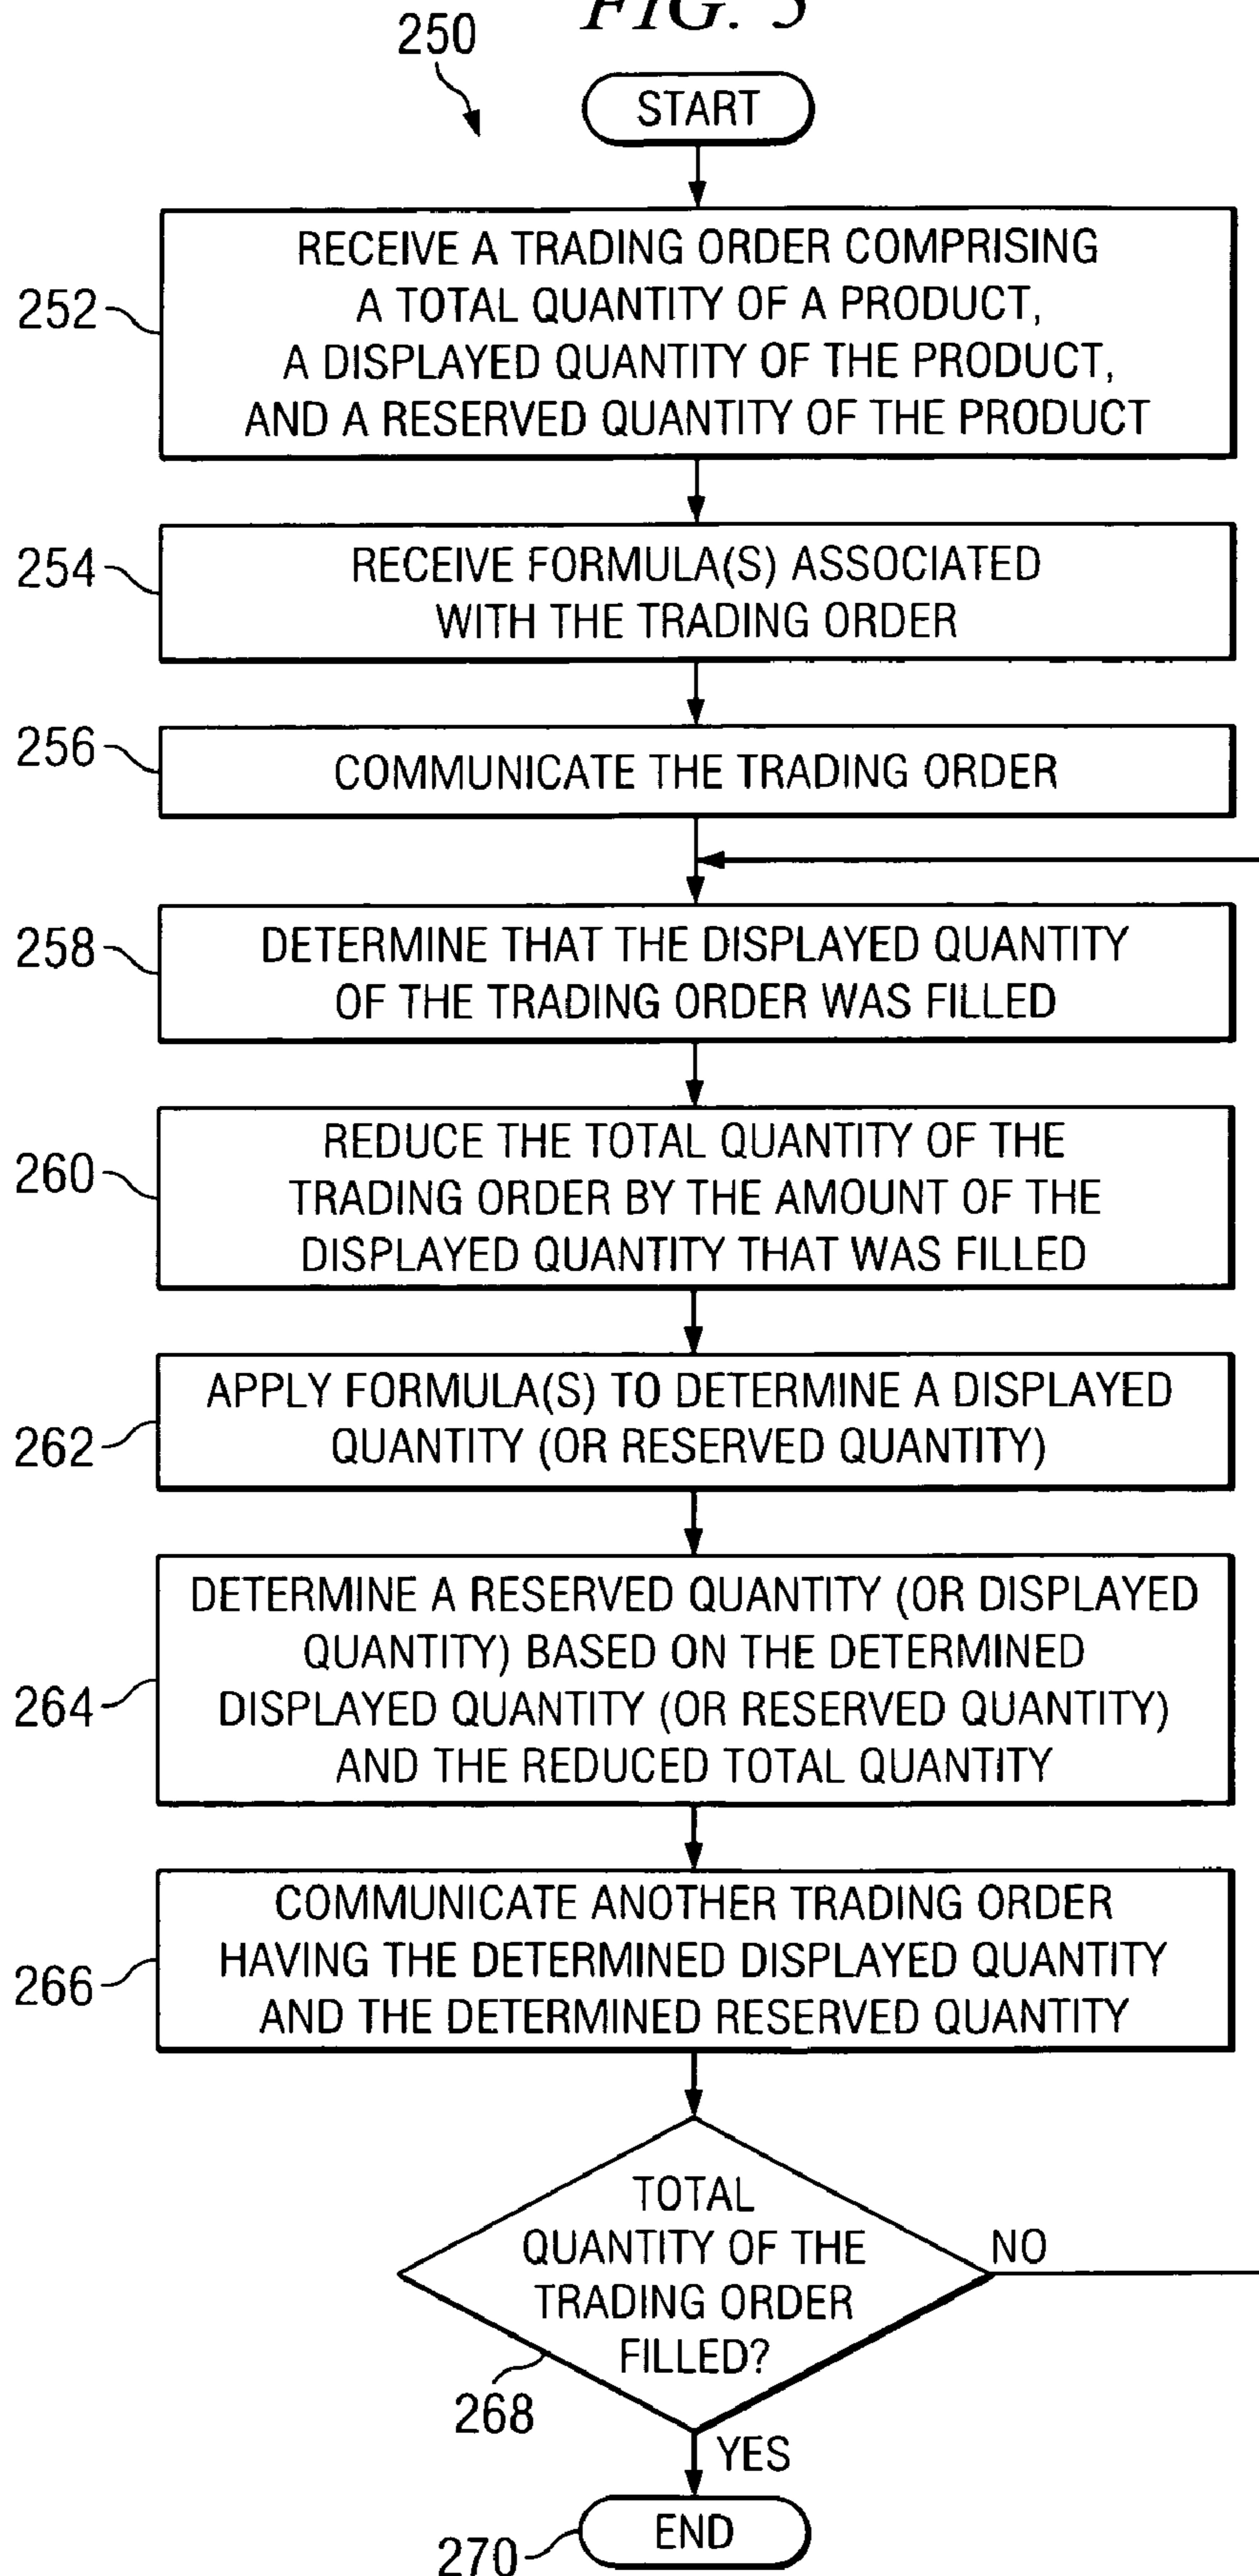 FIG. 5
250
START
252
RECEIVE A TRADING ORDER COMPRISING
A TOTAL QUANTITY OF A PRODUCT,
A DISPLAYED QUANTITY OF THE PRODUCT,
AND A RESERVED QUANTITY OF THE PRODUCT
254
RECEIVE FORMULA(S) ASSOCIATED
WITH THE TRADING ORDER
256
COMMUNICATE THE TRADING ORDER
258
DETERMINE THAT THE DISPLAYED QUANTITY
OF THE TRADING ORDER WAS FILLED
260
REDUCE THE TOTAL QUANTITY OF THE
TRADING ORDER BY THE AMOUNT OF THE
DISPLAYED QUANTITY THAT WAS FILLED
262
APPLY FORMULA(S) TO DETERMINE A DISPLAYED
QUANTITY (OR RESERVED QUANTITY)
264
DETERMINE A RESERVED QUANTITY (OR DISPLAYED
QUANTITY) BASED ON THE DETERMINED
DISPLAYED QUANTITY (OR RESERVED QUANTITY)
AND THE REDUCED TOTAL QUANTITY
266
COMMUNICATE ANOTHER TRADING ORDER
HAVING THE DETERMINED DISPLAYED QUANTITY
AND THE DETERMINED RESERVED QUANTITY
TOTAL
QUANTITY OF THE
TRADING ORDER
FILLED?
NO
268
YES
END
270